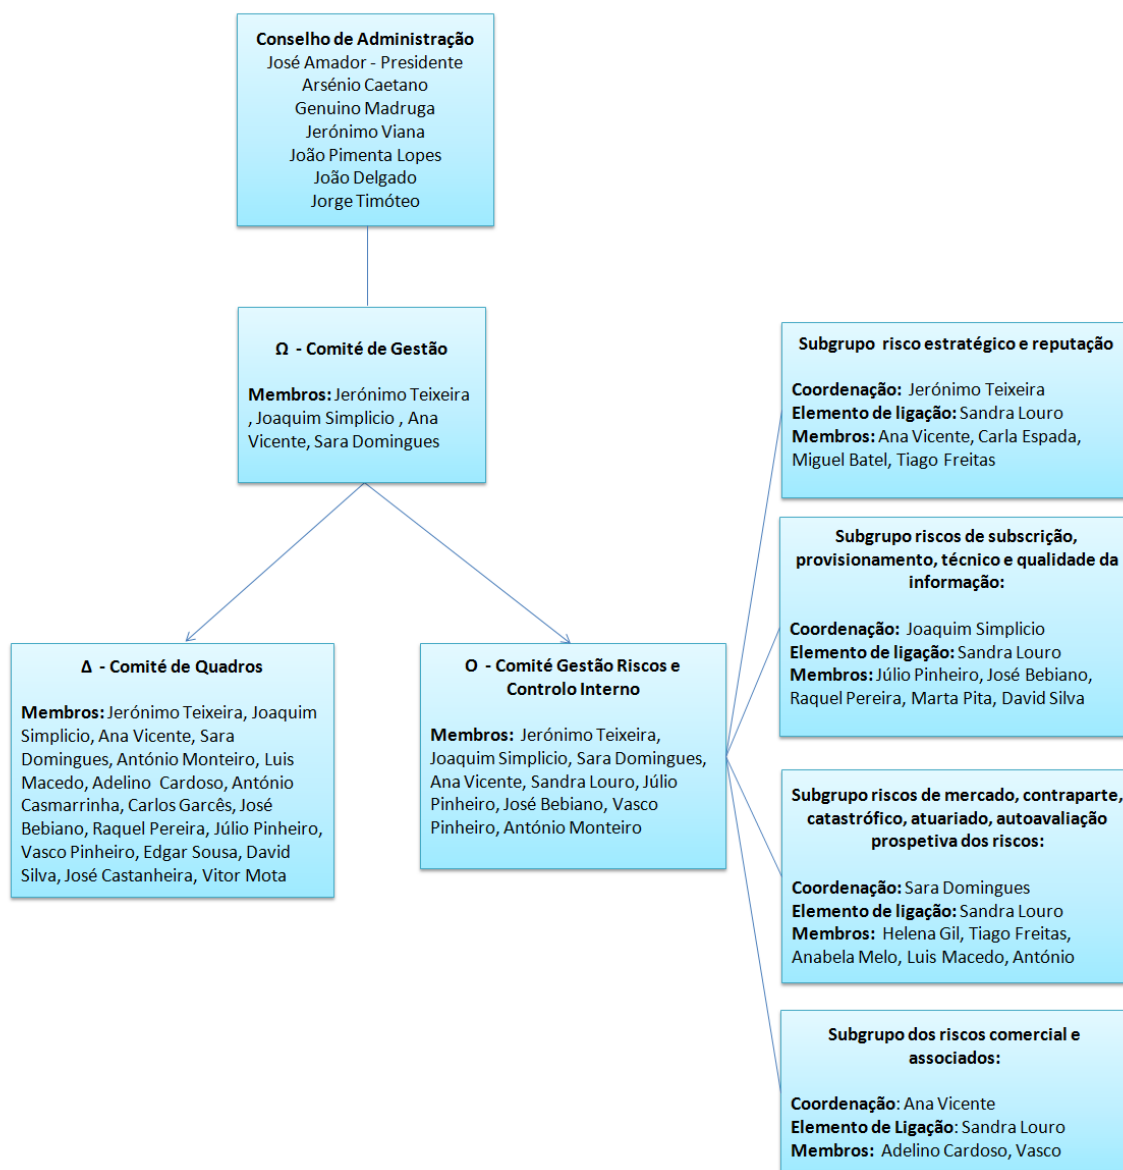 Conselho de Administração
José Amador - Presidente
Arsénio Caetano
Genuino Madruga
Jerónimo Viana
João Pimenta Lopes
João Delgado
Jorge Timóteo
Ω - Comité de Gestão
Membros: Jerónimo Teixeira
, Joaquim Simplicio , Ana
Vicente, Sara Domingues
Δ - Comité de Quadros
Membros: Jerónimo Teixeira, Joaquim
Simplicio, Ana Vicente, Sara
Domingues, António Monteiro, Luis
Macedo, Adelino Cardoso, António
Casmarrinha, Carlos Garcês, José
Bebiano, Raquel Pereira, Júlio Pinheiro,
Vasco Pinheiro, Edgar Sousa, David
Silva, José Castanheira, Vitor Mota
O - Comité Gestão Riscos e
Controlo Interno
Membros: Jerónimo Teixeira,
Joaquim Simplicio, Sara Domingues,
Ana Vicente, Sandra Louro, Júlio
Pinheiro, José Bebiano, Vasco
Pinheiro, António Monteiro
Subgrupo risco estratégico e reputação
Coordenação: Jerónimo Teixeira
Elemento de ligação: Sandra Louro
Membros: Ana Vicente, Carla Espada,
Miguel Batel, Tiago Freitas
Subgrupo riscos de subscrição,
provisionamento, técnico e qualidade da
informação:
Coordenação: Joaquim Simplicio
Elemento de ligação: Sandra Louro
Membros: Júlio Pinheiro, José Bebiano,
Raquel Pereira, Marta Pita, David Silva
Subgrupo riscos de mercado, contraparte,
catastrófico, atuariado, autoavaliação
prospetiva dos riscos:
Coordenação: Sara Domingues
Elemento de ligação: Sandra Louro
Membros: Helena Gil, Tiago Freitas,
Anabela Melo, Luis Macedo, António
Subgrupo dos riscos comercial e
associados:
Coordenação: Ana Vicente
Elemento de Ligação: Sandra Louro
Membros: Adelino Cardoso, Vasco